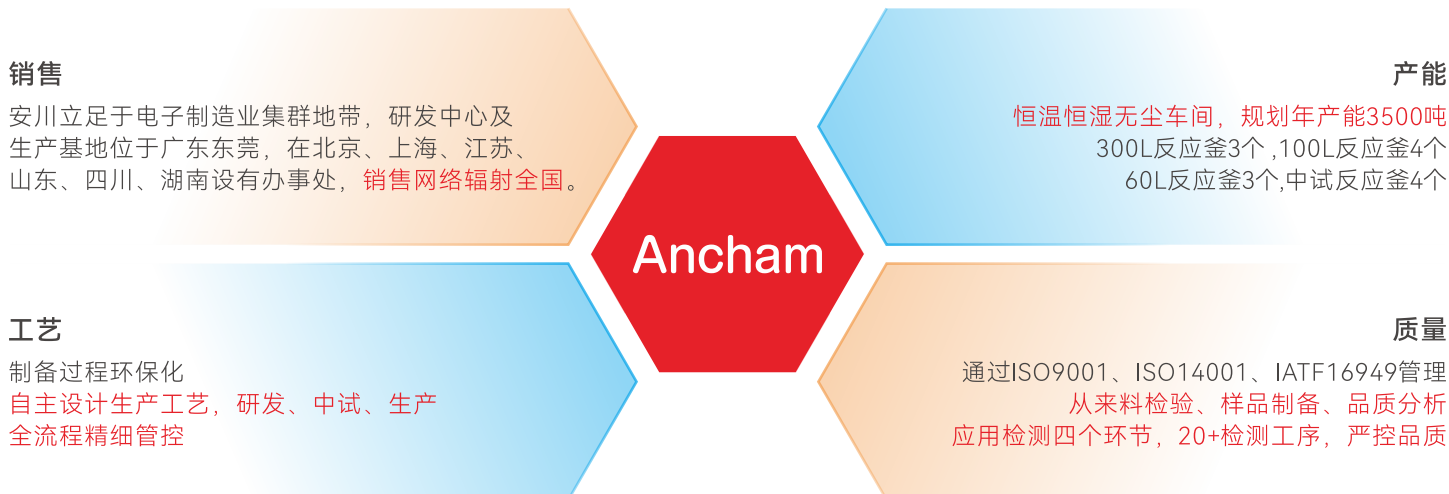 销售
安川立足于电子制造业集群地带，研发中心及
生产基地位于广东东莞，在北京、上海、江苏、
山东、四川、湖南设有办事处，销售网络辐射全国。
产能
恒温恒湿无尘车间，规划年产能3500吨
300L反应釜3个 ,100L反应釜4个
60L反应釜3个,中试反应釜4个
Ancham
工艺
制备过程环保化
自主设计生产工艺，研发、中试、生产
全流程精细管控
质量
通过ISO9001、ISO14001、IATF16949管理
从来料检验、样品制备、品质分析
应用检测四个环节，20+检测工序，严控品质